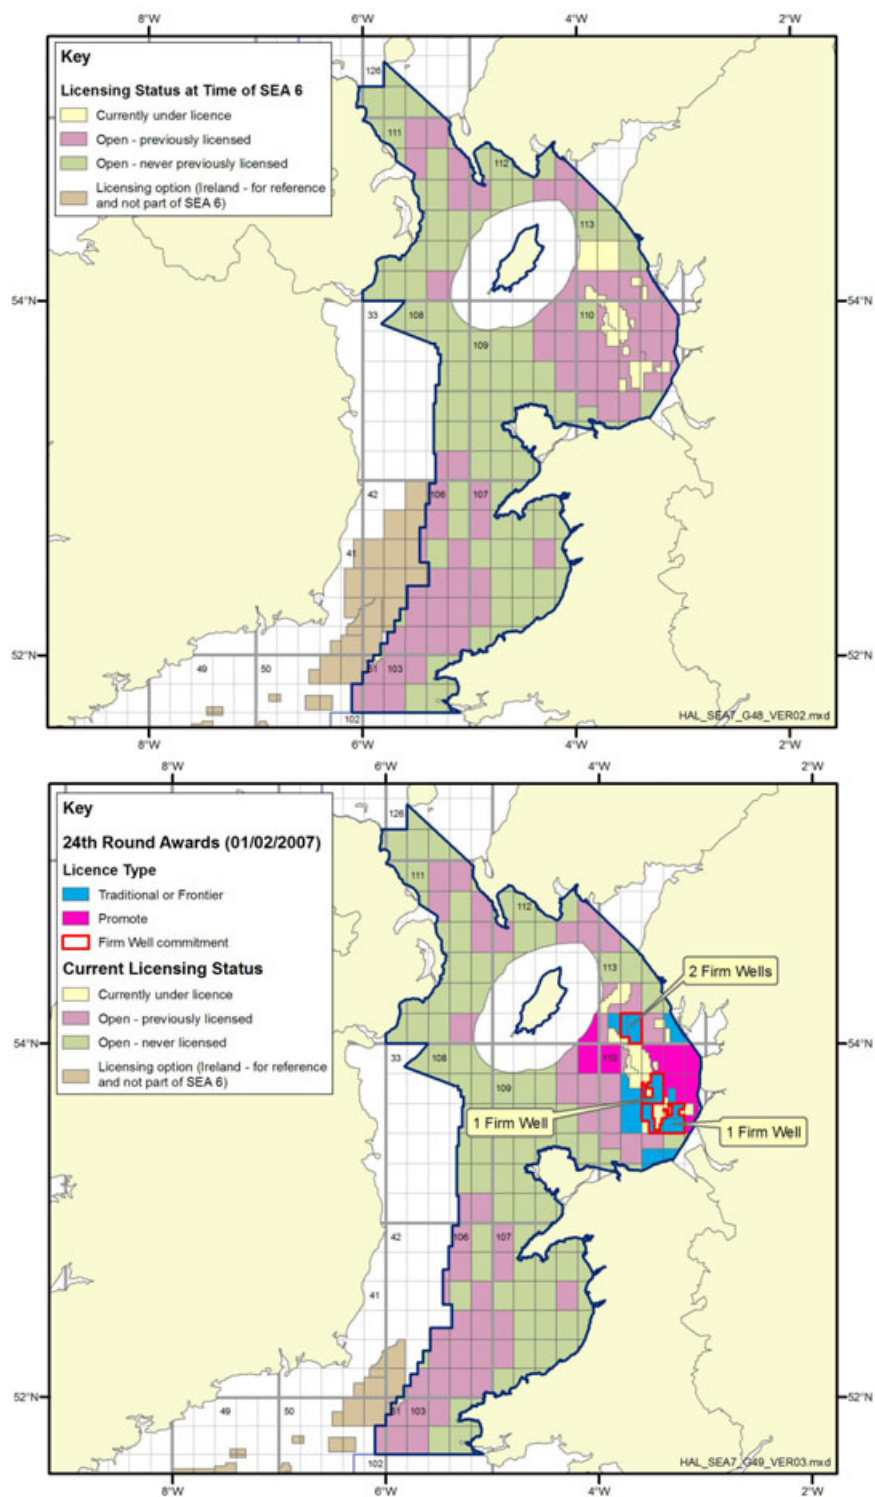 8°W 6°W 4°W 2°W
Key
Licensing Status at Time of SEA 6
Currently under licence
Open - previously licensed
Open - never previously licensed
Licensing option (Ireland - for reference
and not part of SEA 6)
126
111
112
113
54°N 54°N
33 108 110
109
42 106 107
41
52°N 52°N
49 50 51 103
102
HAL_SEA7_G48_VER02.mxd
8°W 6°W 4°W 2°W
8°W 6°W 4°W 2°W
Key
24th Round Awards (01/02/2007)
Licence Type
Traditional or Frontier
Promote
Firm Well commitment
Current Licensing Status
Currently under licence
Open - previously licensed
Open - never licensed
Licensing option (Ireland - for reference
and not part of SEA 6)
126
111
112
113
2 Firm Wells
54°N 54°N
33 108 110
109
1 Firm Well
1 Firm Well
42 106 107
41
52°N 52°N
49 50 51 103
102
HAL_SEA7_G49_VER03.mxd
8°W 6°W 4°W 2°W